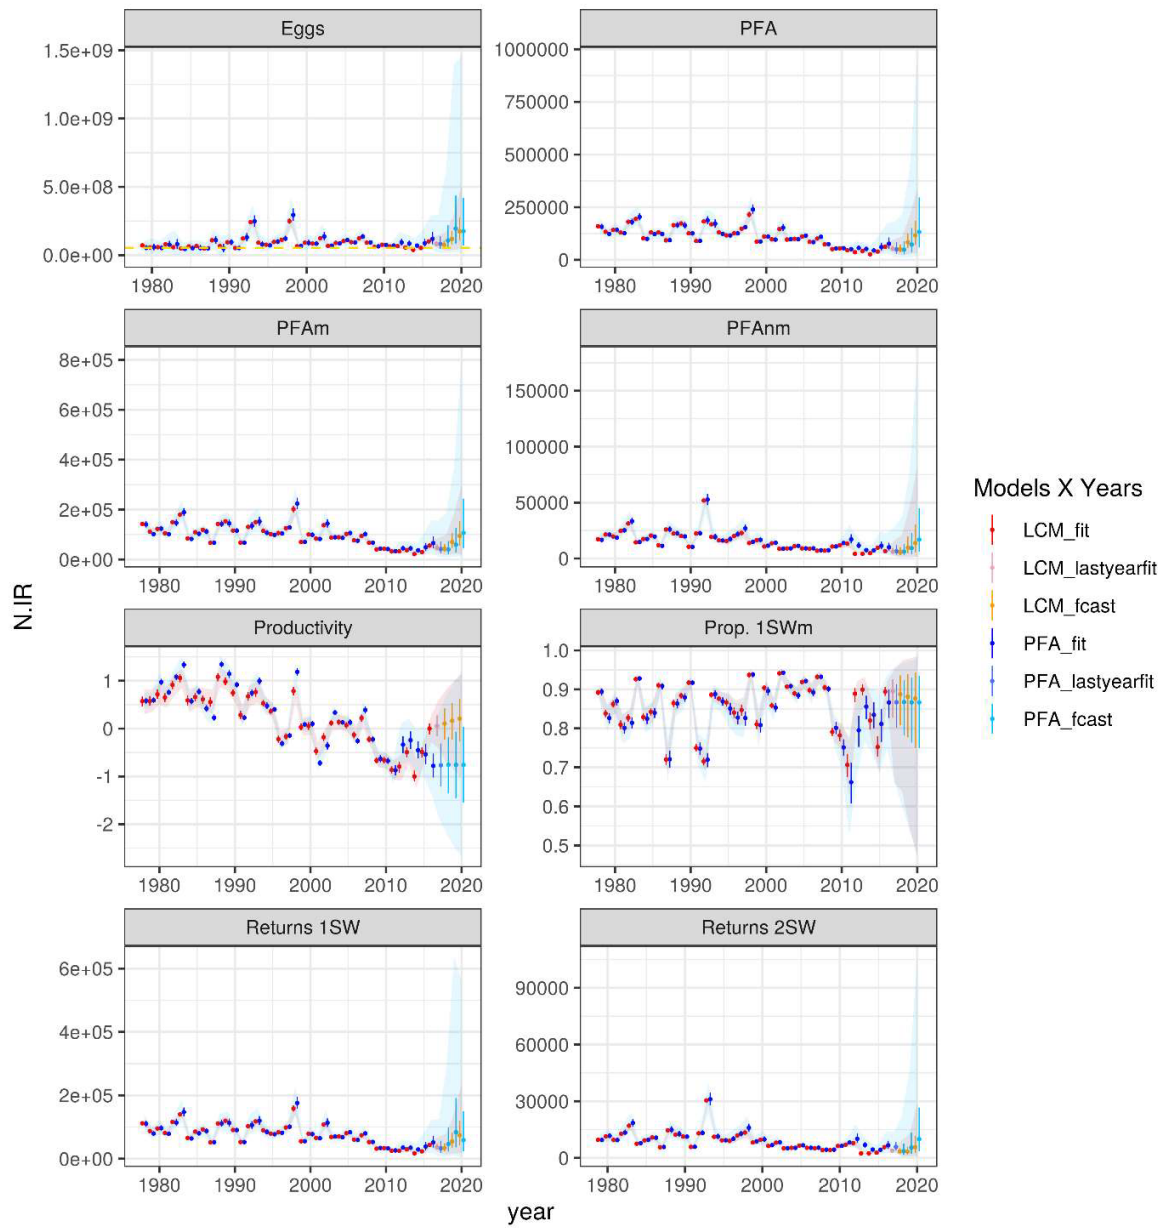 Eggs
PFA
1.5e+09
1.0e+09
5.0e+08
0.0e+00
1000000
750000
500000
250000
0
1980 1990 2000 2010 2020
1980 1990 2000 2010 2020
PFAm
PFAnm
8e+05
6e+05
4e+05
2e+05
0e+00
150000
100000
50000
0
1980 1990 2000 2010 2020
1980 1990 2000 2010 2020
N.IR
Productivity
Prop. 1SWm
1
0
-1
-2
1.0
0.9
0.8
0.7
0.6
0.5
1980 1990 2000 2010 2020
1980 1990 2000 2010 2020
Returns 1SW
Returns 2SW
6e+05
4e+05
2e+05
0e+00
90000
60000
30000
0
1980 1990 2000 2010 2020
1980 1990 2000 2010 2020
year
Models X Years
LCM_fit
LCM_lastyearfit
LCM_fcast
PFA_fit
PFA_lastyearfit
PFA_fcast